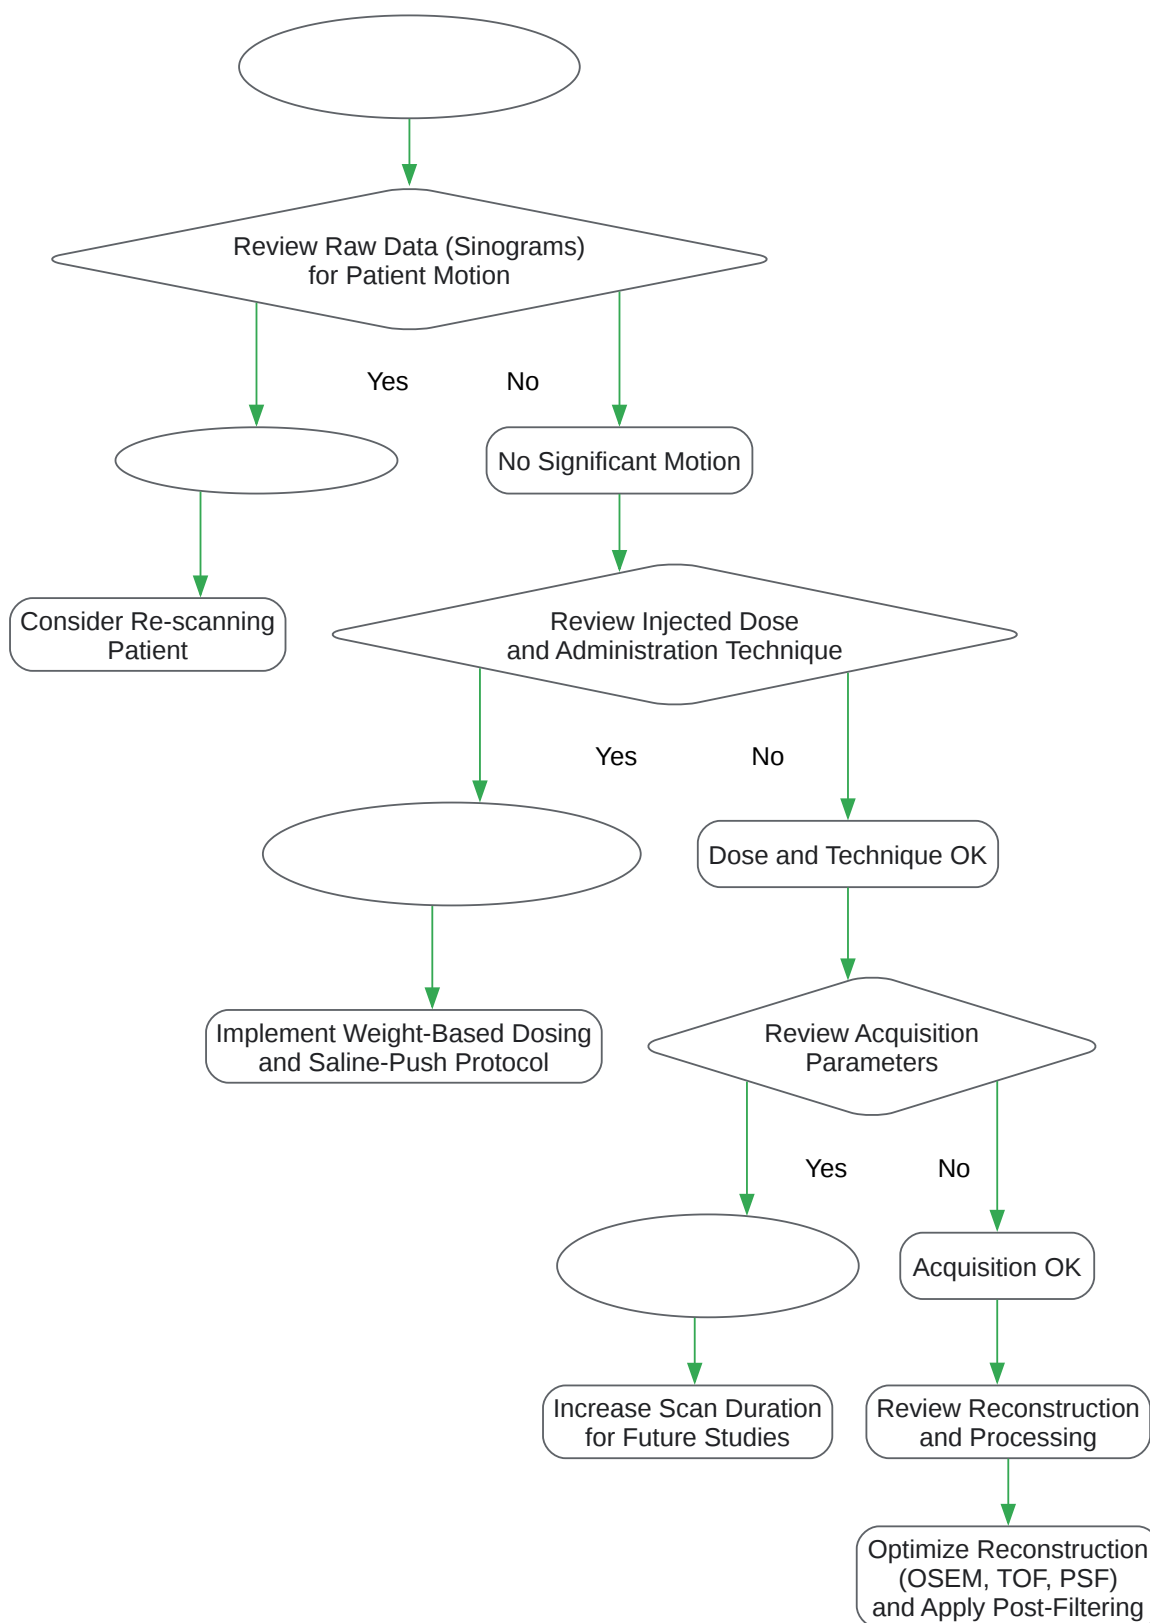 Review Raw Data (Sinograms)
for Patient Motion
Yes
No
No Significant Motion
Consider Re-scanning
Patient
Review Injected Dose
and Administration Technique
Yes
No
Dose and Technique OK
Implement Weight-Based Dosing
and Saline-Push Protocol
Review Acquisition
Parameters
Yes
No
Acquisition OK
Increase Scan Duration
for Future Studies
Review Reconstruction
and Processing
Optimize Reconstruction
(OSEM, TOF, PSF)
and Apply Post-Filtering